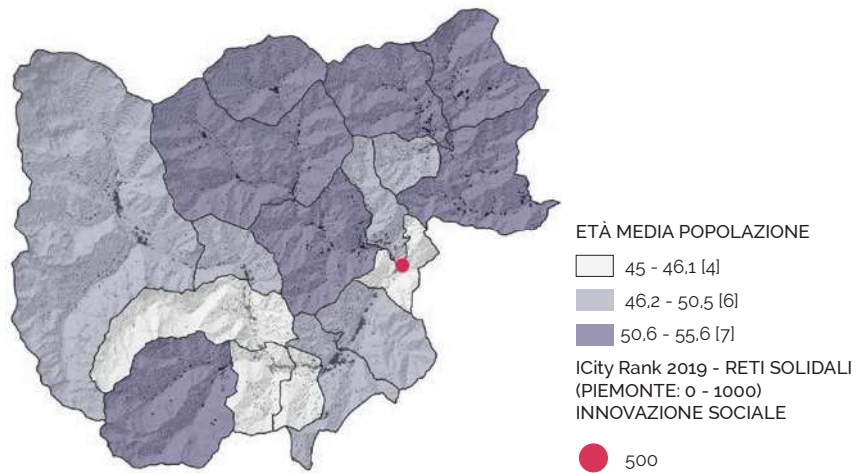 ETÀ MEDIA POPOLAZIONE
45 - 46,1 [4]
46,2 - 50,5 [6]
50,6 - 55,6 [7]
ICity Rank 2019 - RETI SOLIDALI
(PIEMONTE: 0 - 1000)
INNOVAZIONE SOCIALE
500